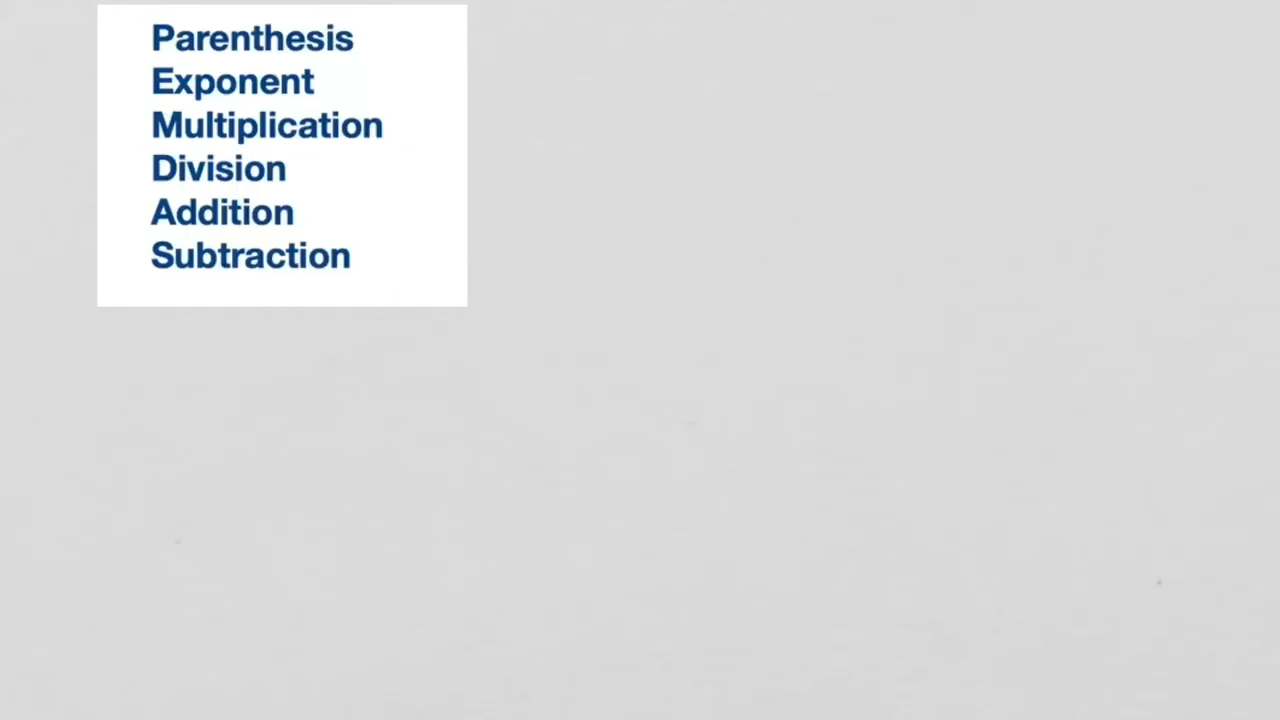 Parenthesis
Exponent
Multiplication
Division
Addition
Subtraction